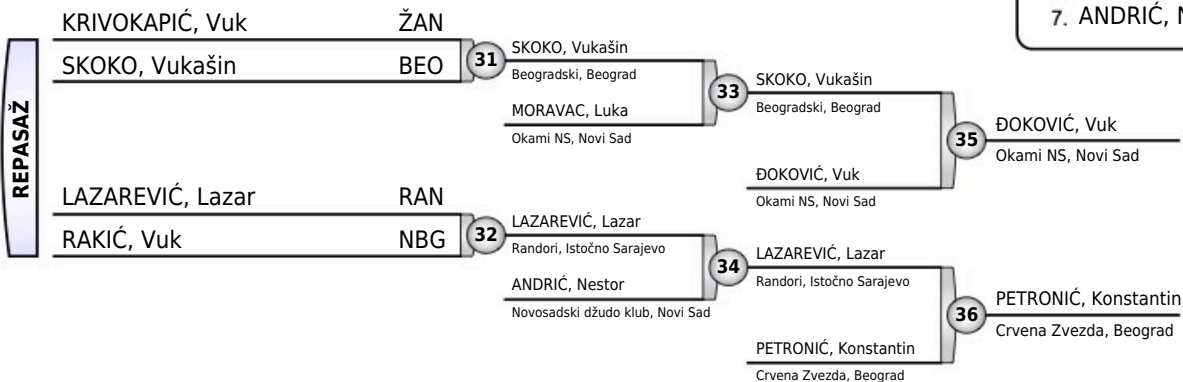 7. ANDRIĆ,
REPASAŽ
KRIVOKAPIĆ, Vuk ŽAN
SKOKO, Vukašin BEO
31
SKOKO, Vukašin
Beogradski, Beograd
MORAVAC, Luka
Okami NS, Novi Sad
33
SKOKO, Vukašin
Beogradski, Beograd
ĐOKOVIĆ, Vuk
Okami NS, Novi Sad
35
ĐOKOVIĆ, Vuk
Okami NS, Novi Sad
LAZAREVIĆ, Lazar RAN
RAKIĆ, Vuk NBG
32
LAZAREVIĆ, Lazar
Randori, Istočno Sarajevo
ANDRIĆ, Nestor
Novosadski džudo klub, Novi Sad
34
LAZAREVIĆ, Lazar
Randori, Istočno Sarajevo
PETRONIĆ, Konstantin
Crvena Zvezda, Beograd
36
PETRONIĆ, Konstantin
Crvena Zvezda, Beograd